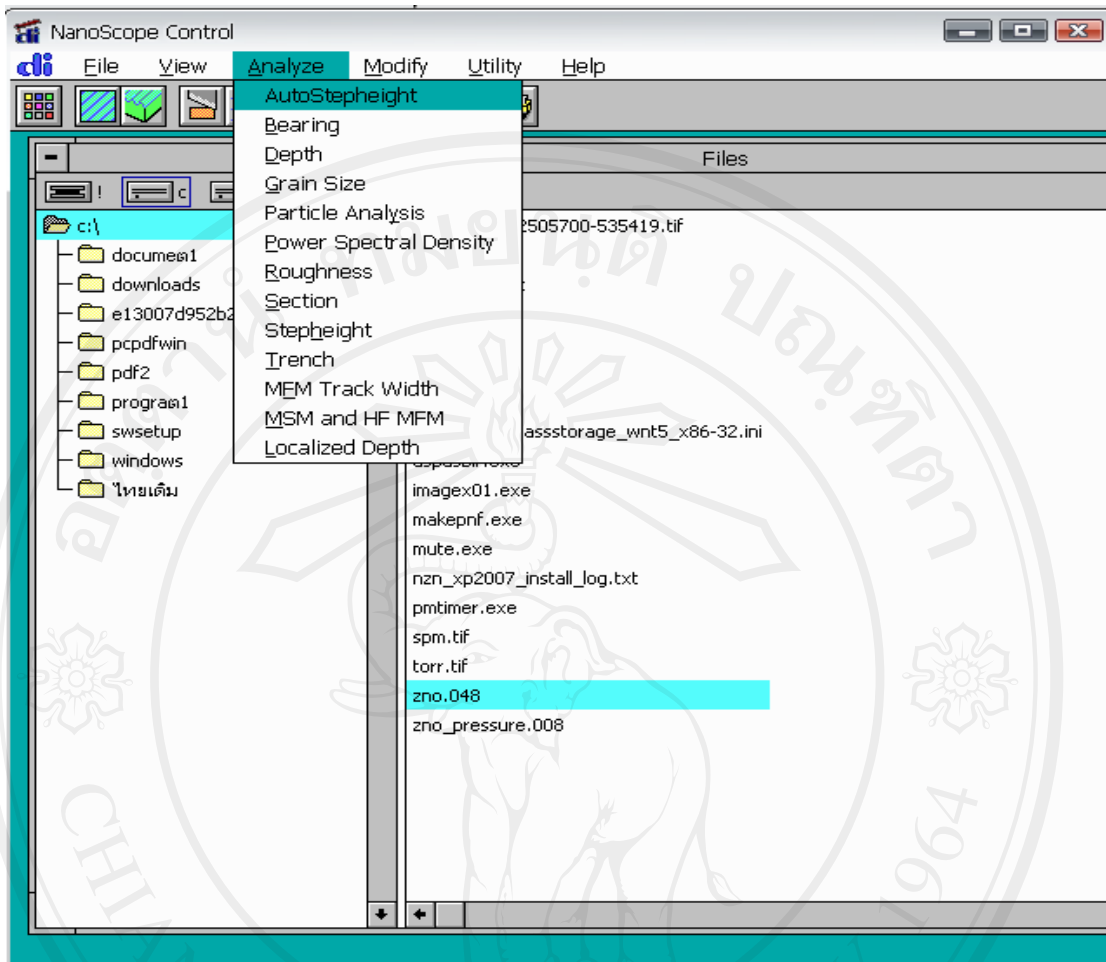 NanoScope Control
di File View Analyze Modify Utility Help
AutoStepheight
Bearing
Depth
Grain Size
Particle Analysis
Power Spectral Density
Roughness
Section
Stepheight
Trench
MFM Track Width
MSM and HF MFM
Localized Depth
Files
! c
c:\
documeต1
downloads
e13007d952b2
pcpdfwin
pdf2
prograต1
swsetup
windows
ไทยเดิม
2505700-535419.tif
assstorage_wnt5_x86-32.ini
imagex01.exe
makepnf.exe
mute.exe
nzn_xp2007_install_log.txt
pmtimer.exe
spm.tif
torr.tif
zno.048
zno_pressure.008
1964